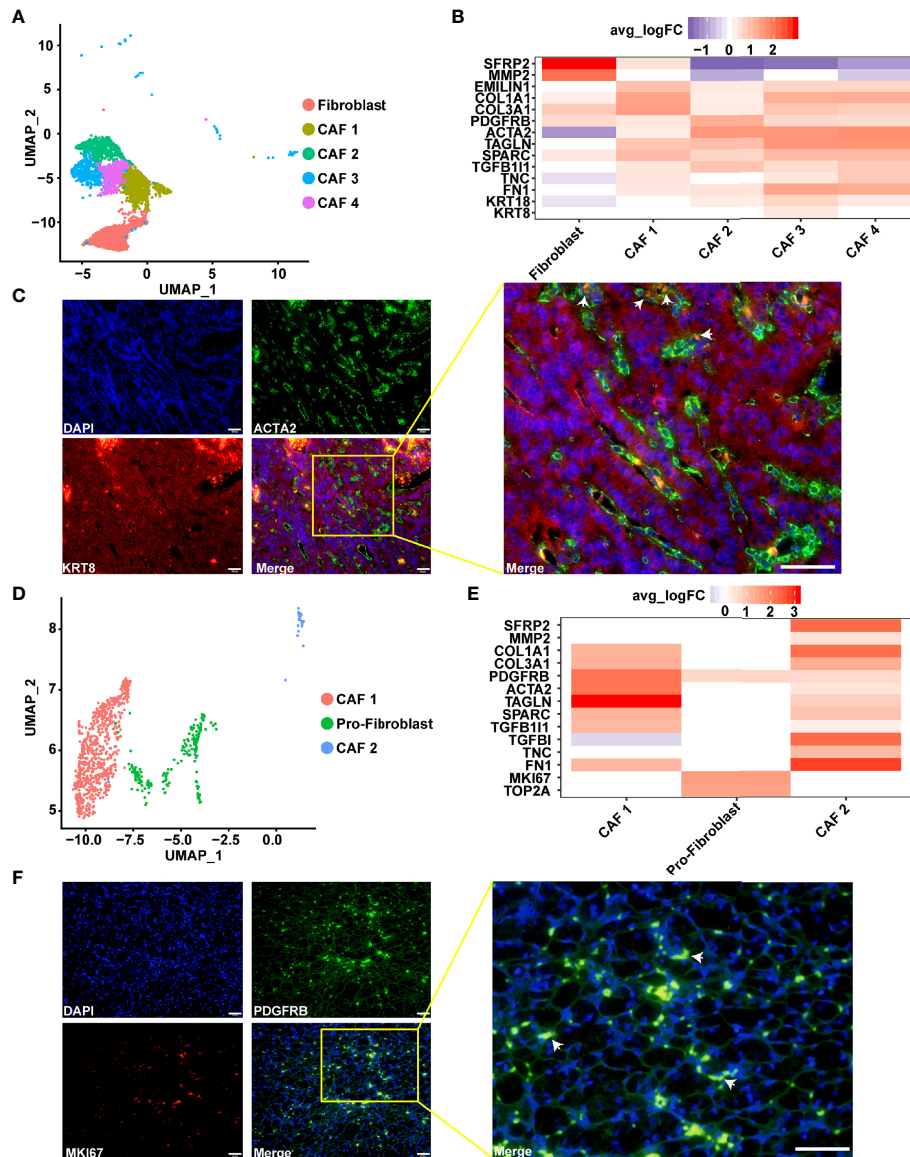 A
10
5
0
−5
−10
UMAP_2
−5 0 5 10
UMAP_1
Fibroblast
CAF 1
CAF 2
CAF 3
CAF 4
B
avg_logFC
−1 0 1 2
SFRP2
MMP2
EMILIN1
COL1A1
COL3A1
PDGFRB
ACTA2
TAGLN
SPARC
TGFB1I1
TNC
FN1
KRT18
KRT8
Fibroblast
CAF 1
CAF 2
CAF 3
CAF 4
C
DAPI
ACTA2
KRT8
Merge
Merge
D
8
7
6
5
UMAP_2
−10.0 −7.5 −5.0 −2.5 0.0
UMAP_1
CAF 1
Pro-Fibroblast
CAF 2
E
avg_logFC
0 1 2 3
SFRP2
MMP2
COL1A1
COL3A1
PDGFRB
ACTA2
TAGLN
SPARC
TGFB1I1
TGFBI
TNC
FN1
MKI67
TOP2A
CAF 1
Pro-Fibroblast
CAF 2
F
DAPI
PDGFRB
MKI67
Merge
Merge